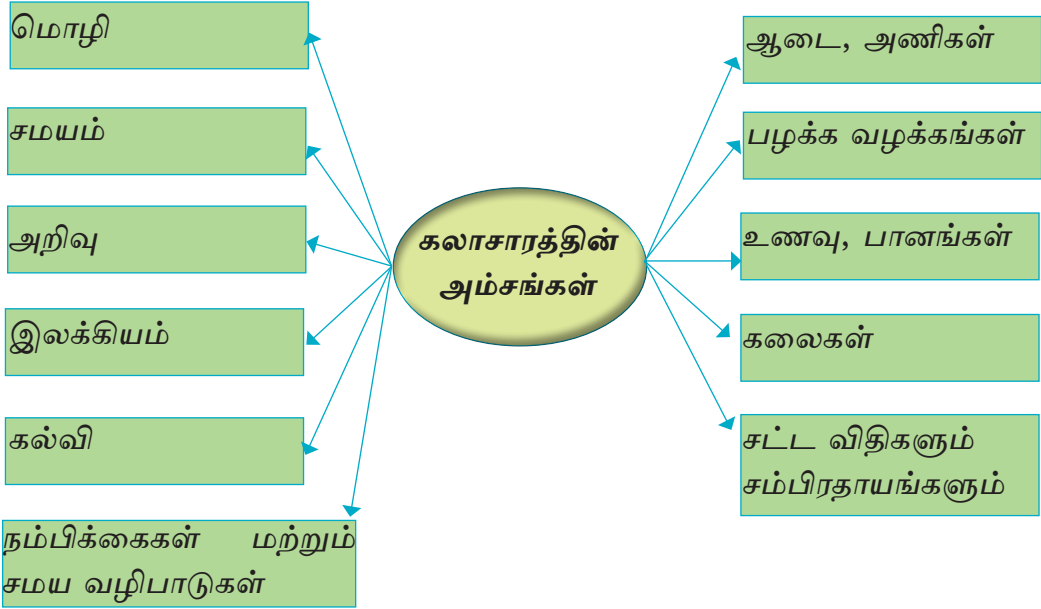 மொழி
சமயம்
அறிவு
இலக்கியம்
கல்வி
நம்பிக்கைகள் மற்றும்
சமய வழிபாடுகள்
கலாசாரத்தின்
அம்சங்கள்
ஆடை, அணிகள்
பழக்க வழக்கங்கள்
உணவு, பானங்கள்
கலைகள்
சட்ட விதிகளும்
சம்பிரதாயங்களும்